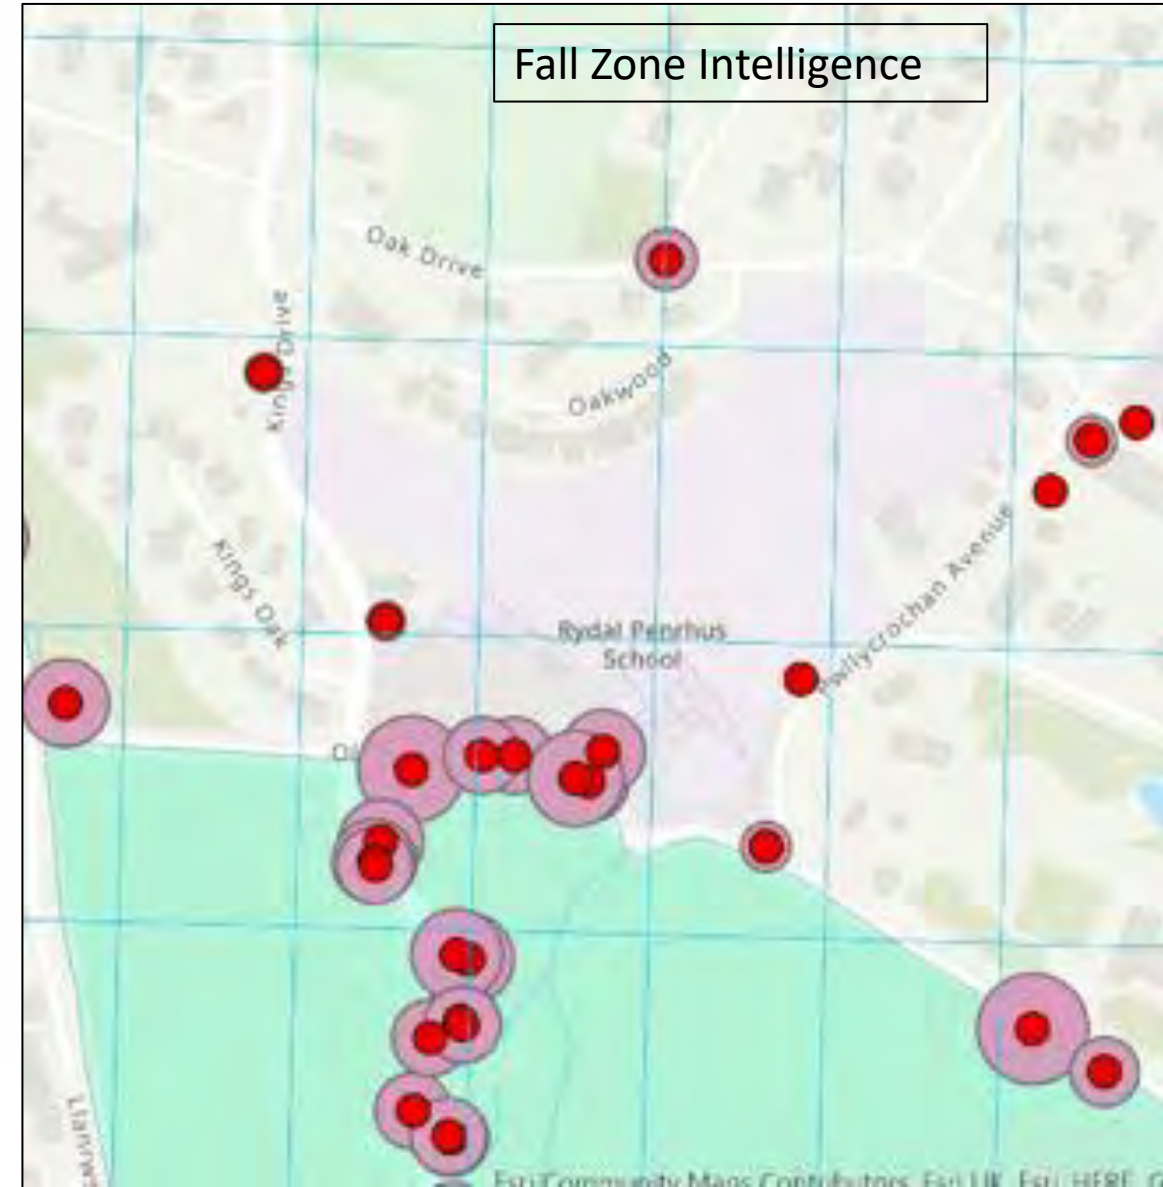 Fall Zone Intelligence
Oak Drive
Kings Drive
Oakwood
Kings Oak
Rydal Penrhos
School
Pwllycrochan Avenue
Esri Community Maps Contributors, Esri UK, Esri, HERE, G